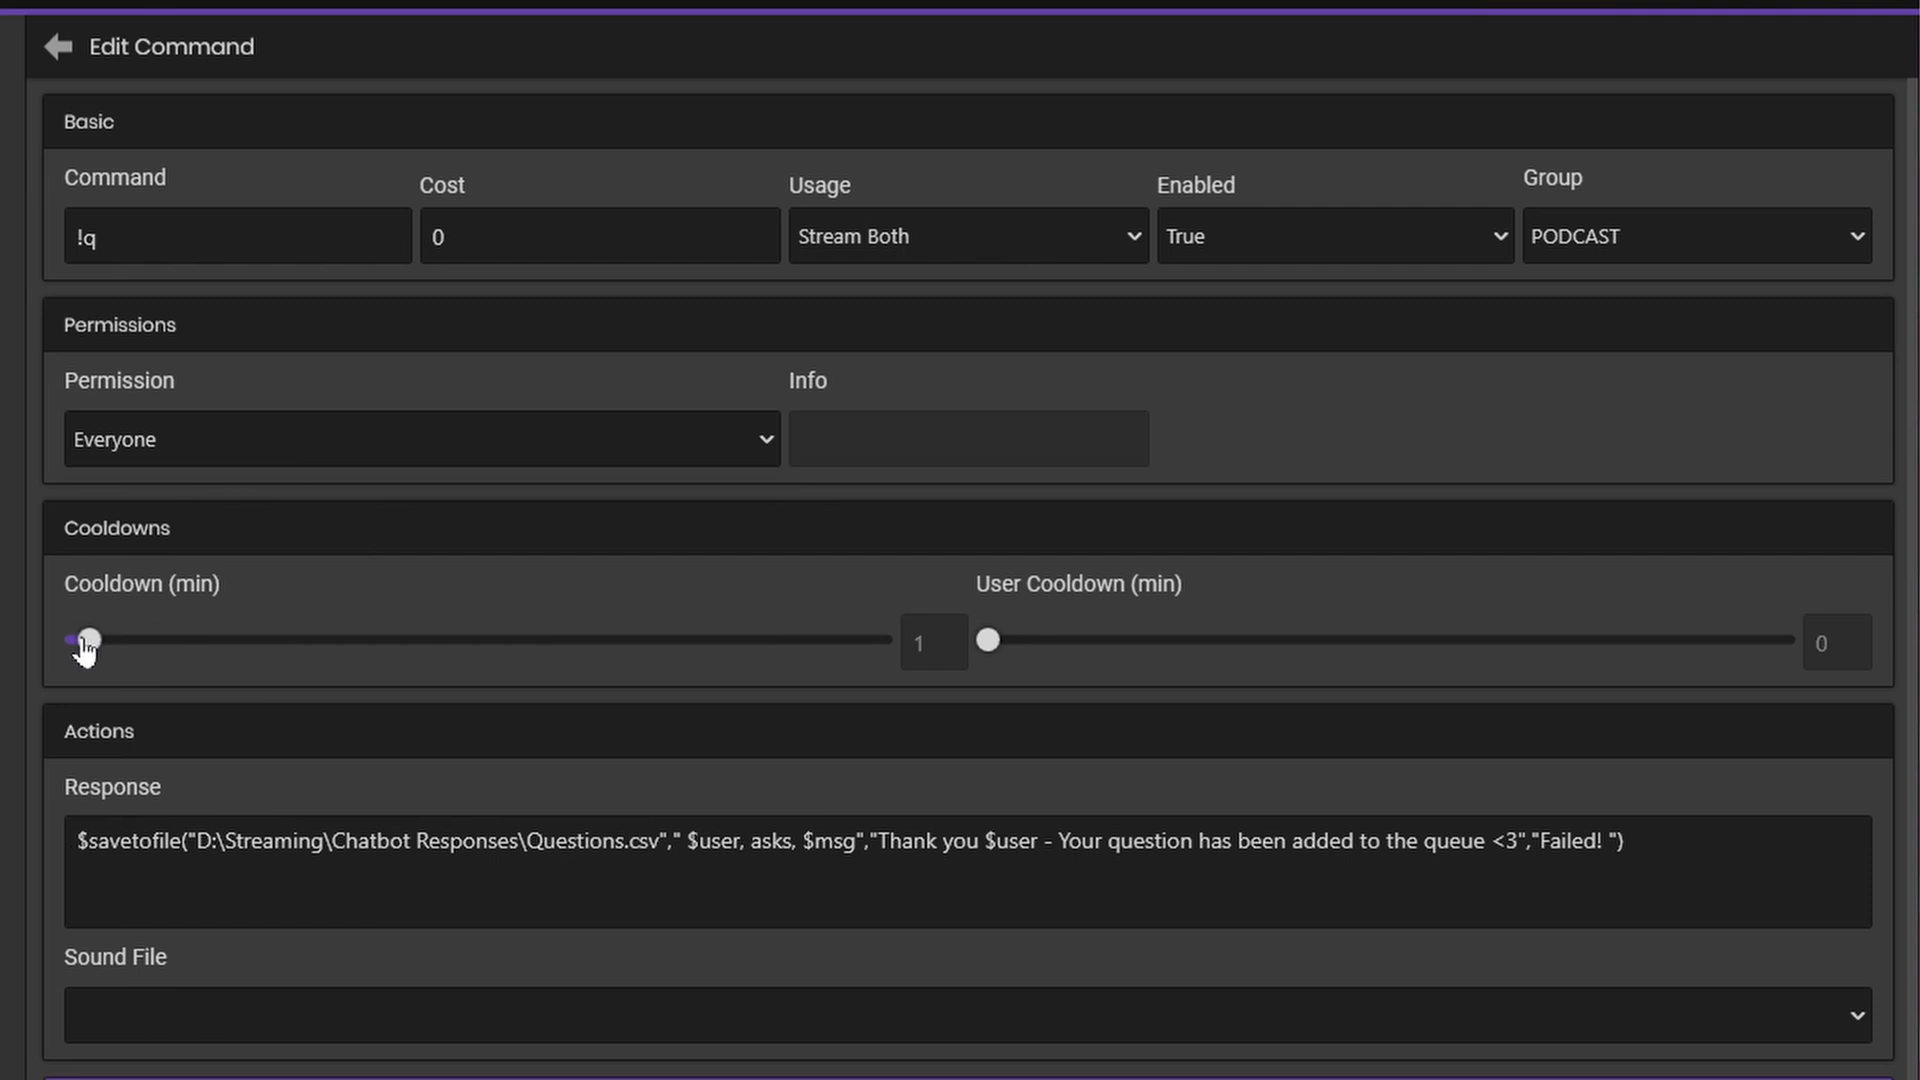 Edit Command
Basic
Command
Cost
Usage
Enabled
Group
!q
0
Stream Both
True
PODCAST
Permissions
Permission
Info
Everyone
Cooldowns
Cooldown (min)
User Cooldown (min)
1
0
Actions
Response
$savetofile("D:\Streaming\Chatbot Responses\Questions.csv"," $user, asks, $msg","Thank you $user - Your question has been added to the queue <3","Failed! ")
Sound File